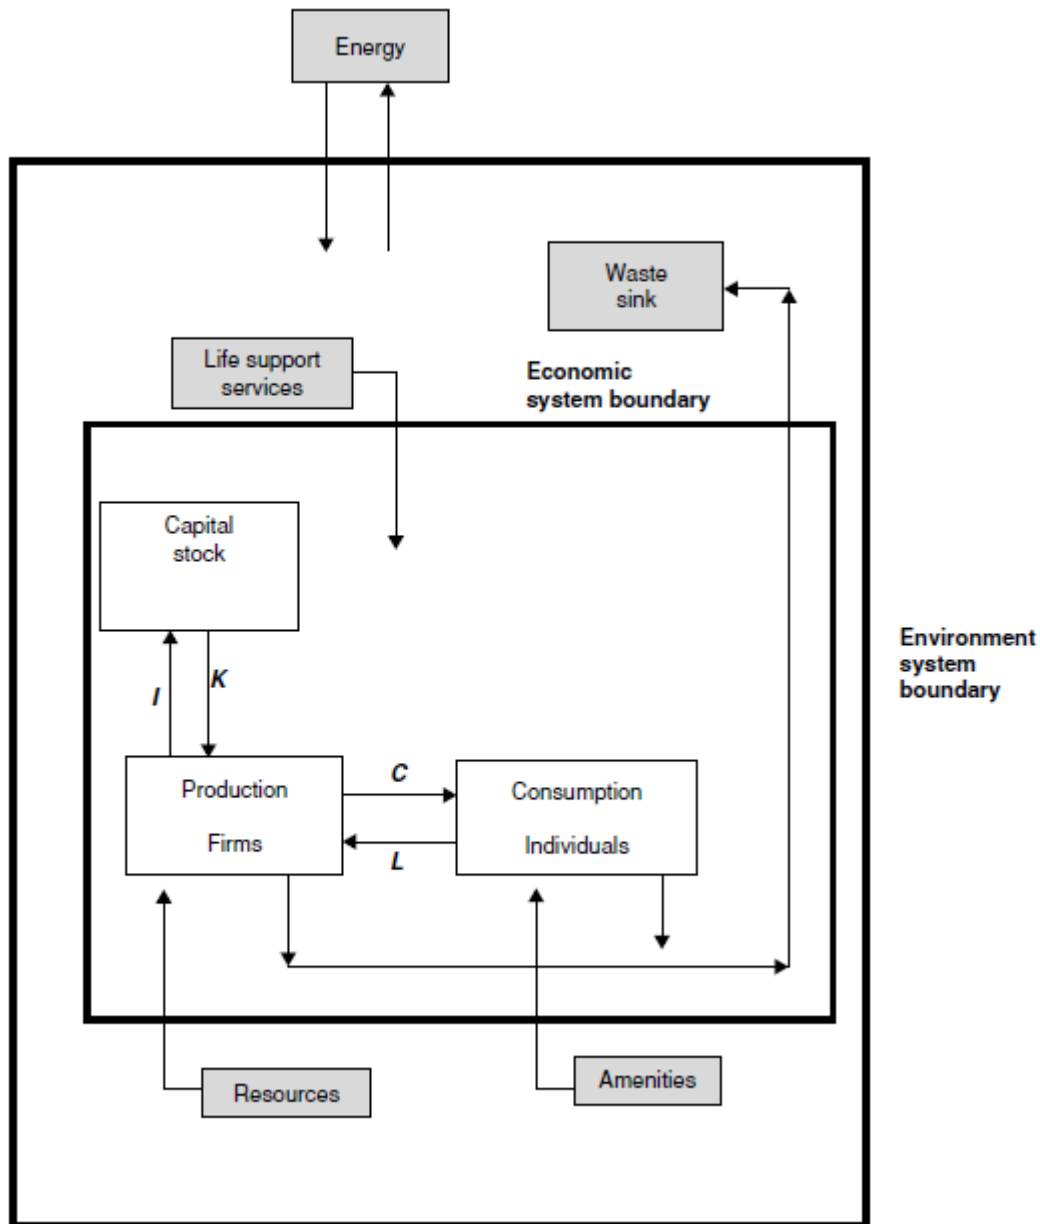 Energy
Waste
sink
Life support
services
Economic
system boundary
Capital
stock
Environment
system
boundary
I
K
Production
Firms
C
L
Consumption
Individuals
Resources
Amenities